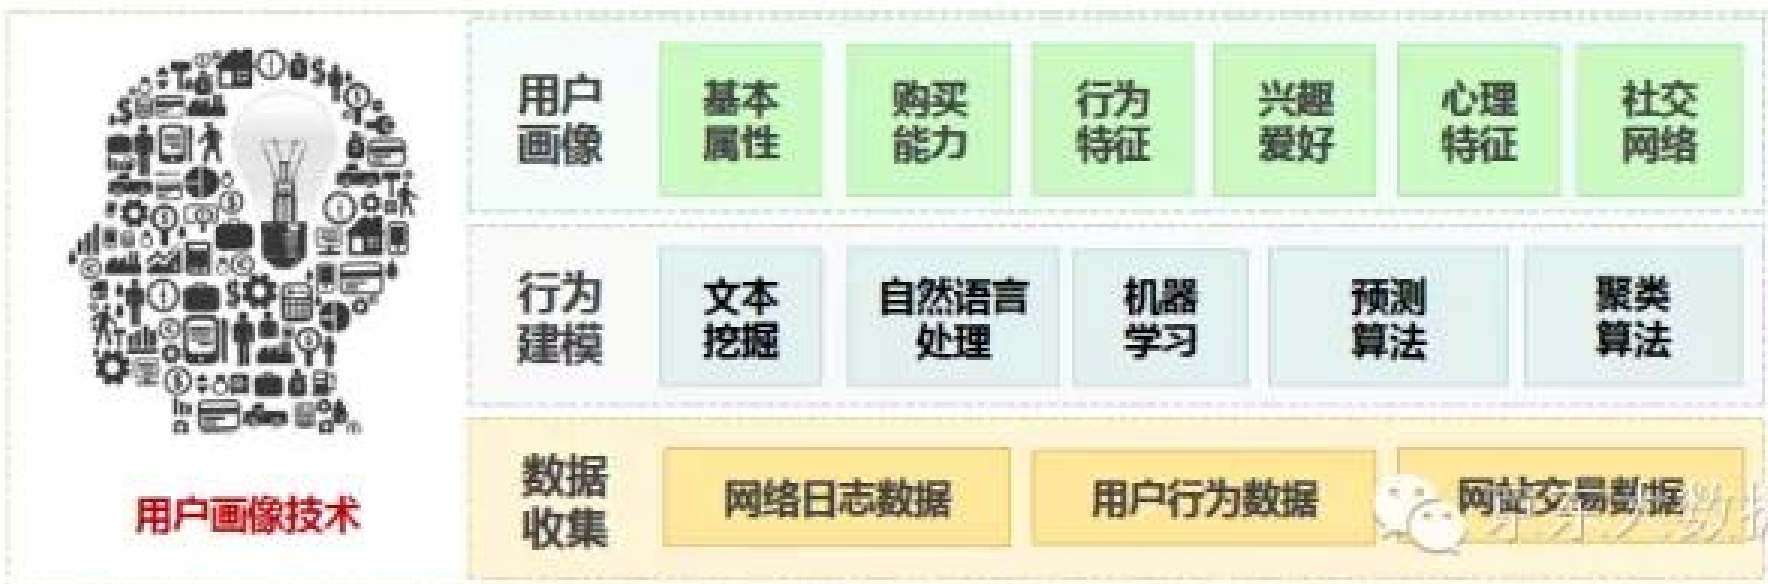 用户
画像
基本
属性
购买
能力
行为
特征
兴趣
爱好
心理
特征
社交
网络
行为
建模
文本
挖掘
自然语言
处理
机器
学习
预测
算法
聚类
算法
数据
收集
网络日志数据
用户行为数据
网站交易数据
用户画像技术